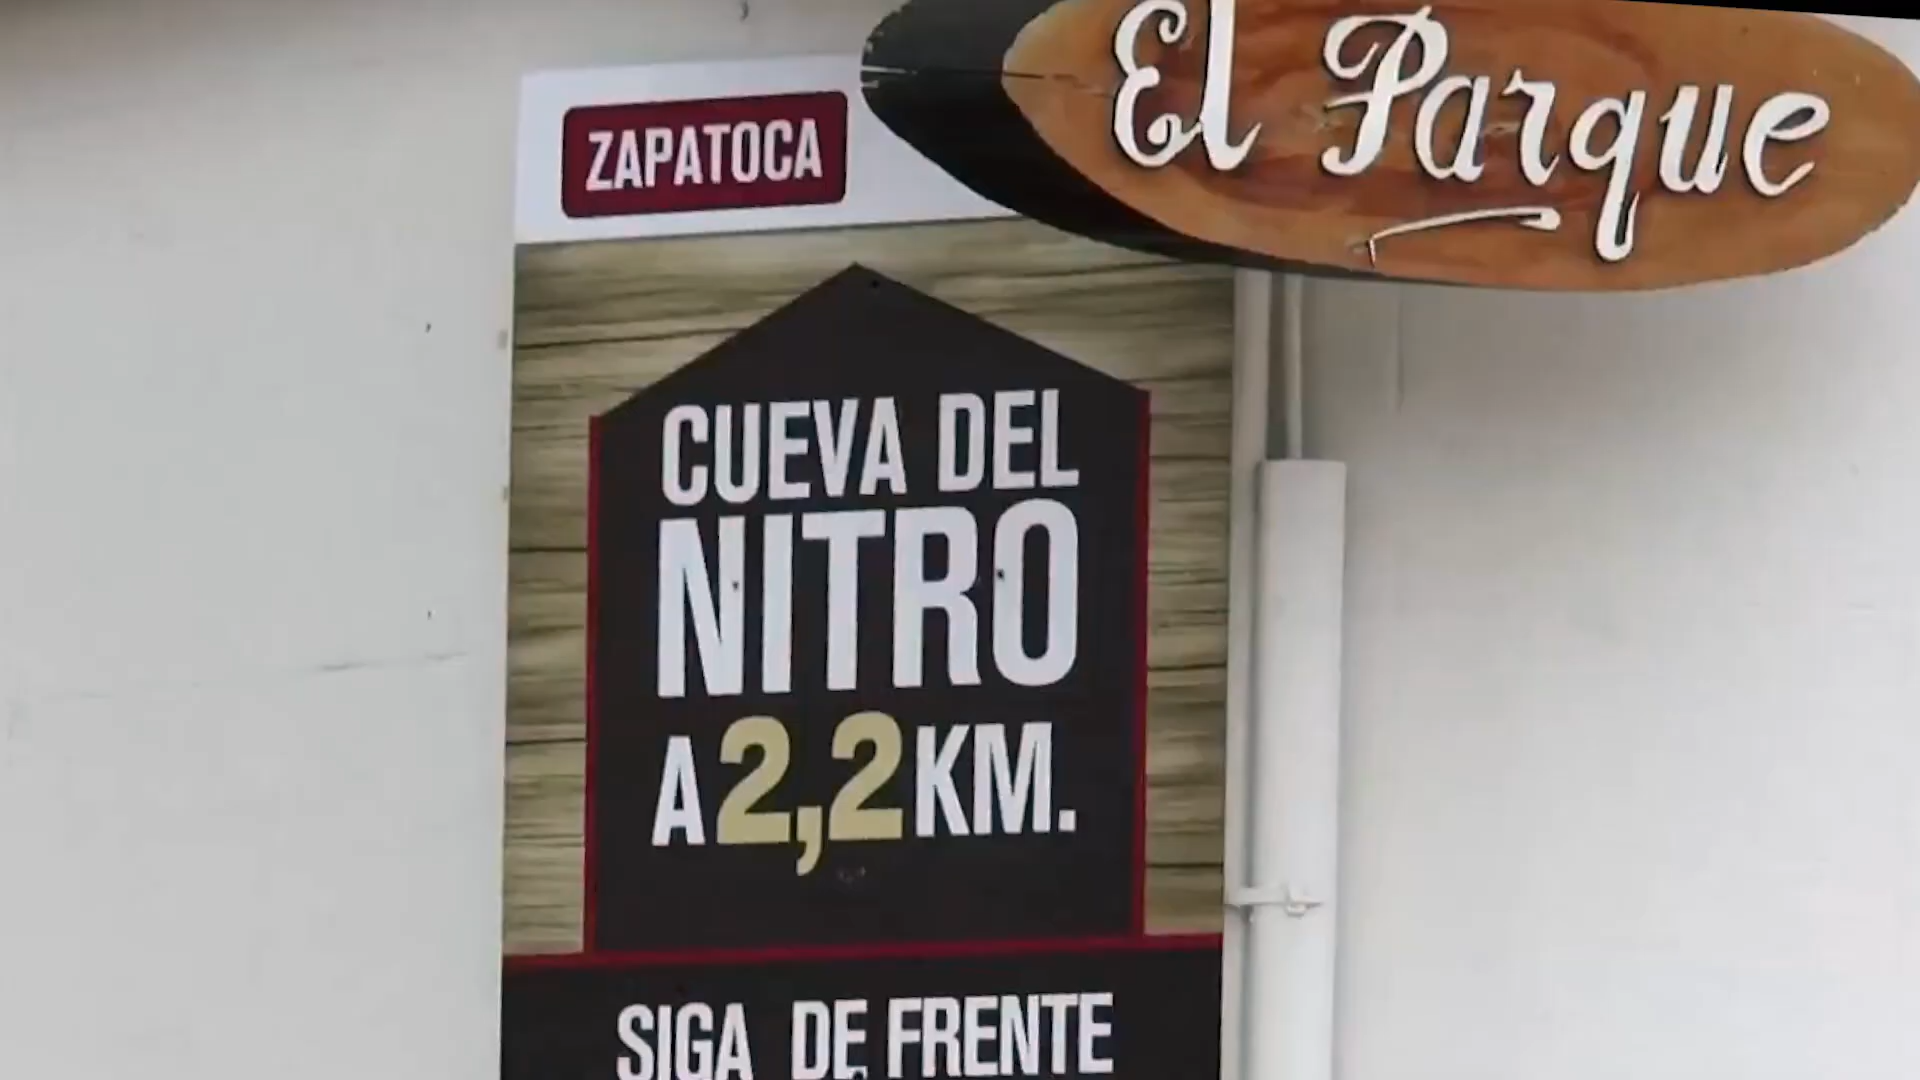 El Parque
ZAPATOCA
CUEVA DEL
NITRO
A 2,2 KM.
SIGA DE FRENTE